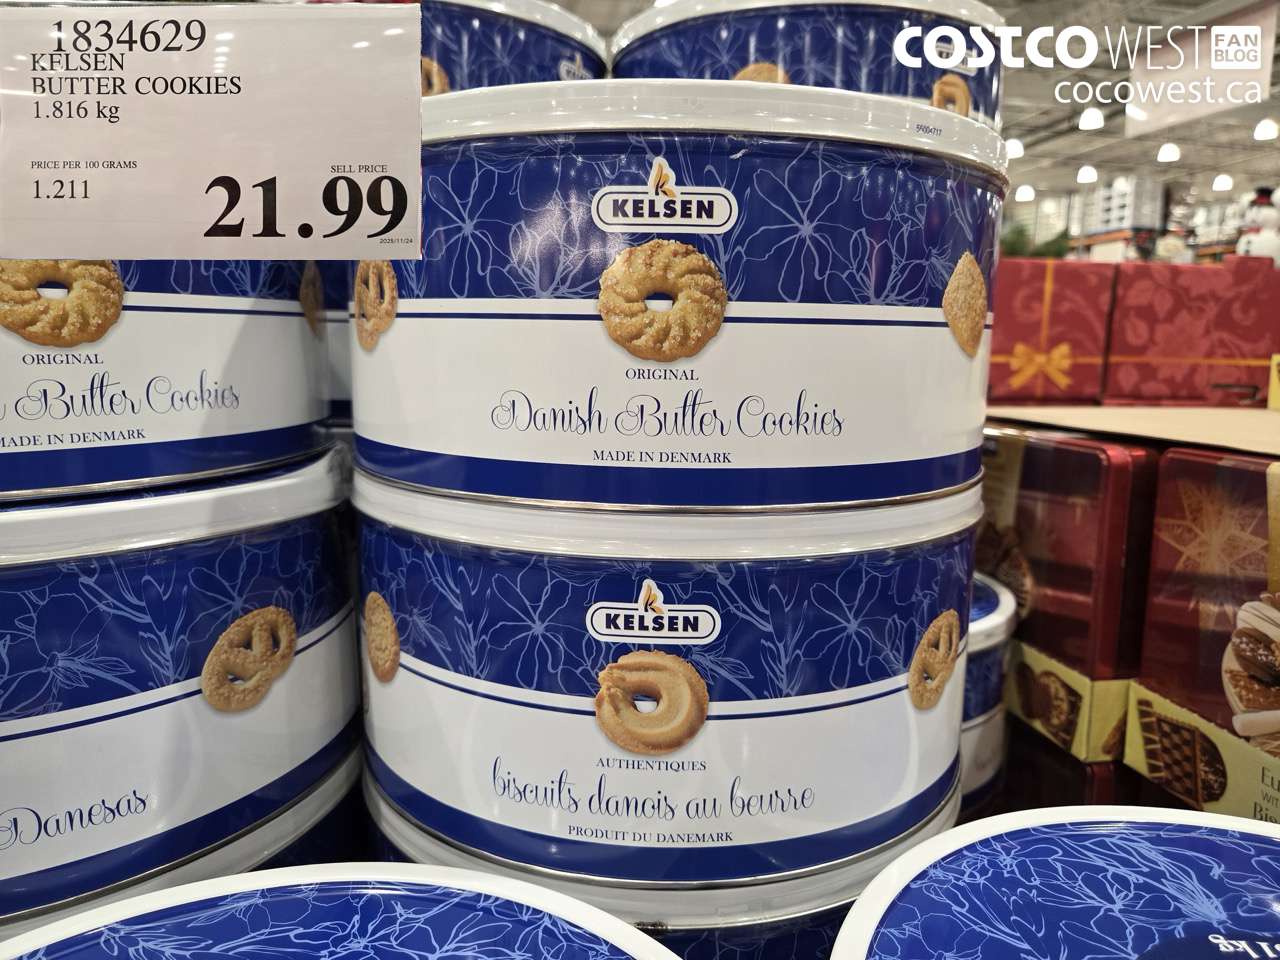 1834629
KELSEN
BUTTER COOKIES
1.816 kg
PRICE PER 100 GRAMS
1.211
SELL PRICE
21.99
2025/11/24
COSTCO WEST FAN BLOG
cocowest.ca
KELSEN
ORIGINAL
Danish Butter Cookies
MADE IN DENMARK
ORIGINAL
Butter Cookies
MADE IN DENMARK
KELSEN
AUTHENTIQUES
biscuits danois au beurre
PRODUIT DU DANEMARK
Danesas